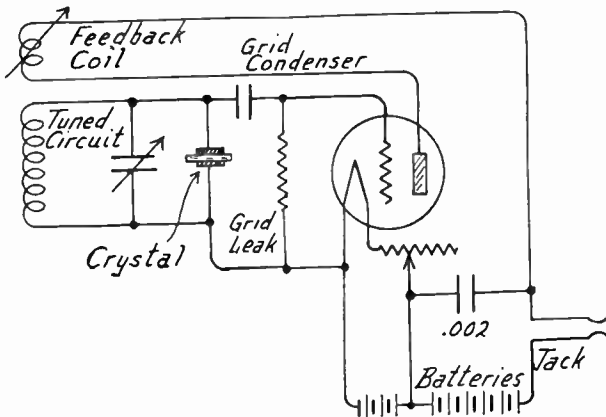 Feedback
Coil
Grid
Condenser
Tuned
Circuit
Crystal
Grid
Leak
.002
Jack
Batteries